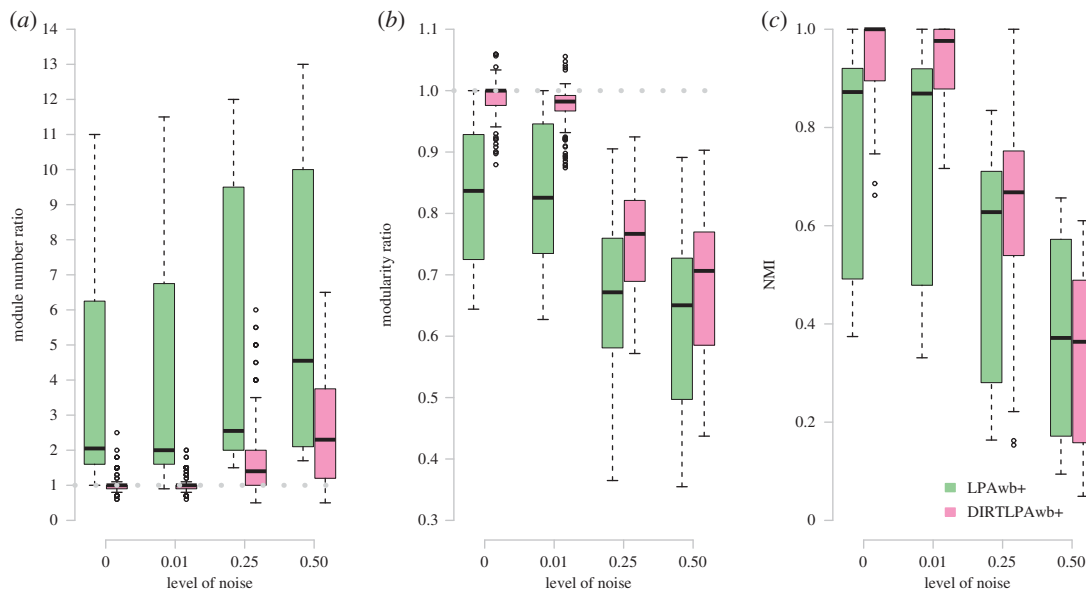 (a)
14
13
12
11
10
9
8
7
6
5
4
3
2
1
0
module number ratio
0 0.01 0.25 0.50
level of noise
(b)
1.1
1.0
0.9
0.8
0.7
0.6
0.5
0.4
0.3
modularity ratio
0 0.01 0.25 0.50
level of noise
(c)
1.0
0.8
0.6
0.4
0.2
0
NMI
LPAwb+
DIRTLPAwb+
0 0.01 0.25 0.50
level of noise